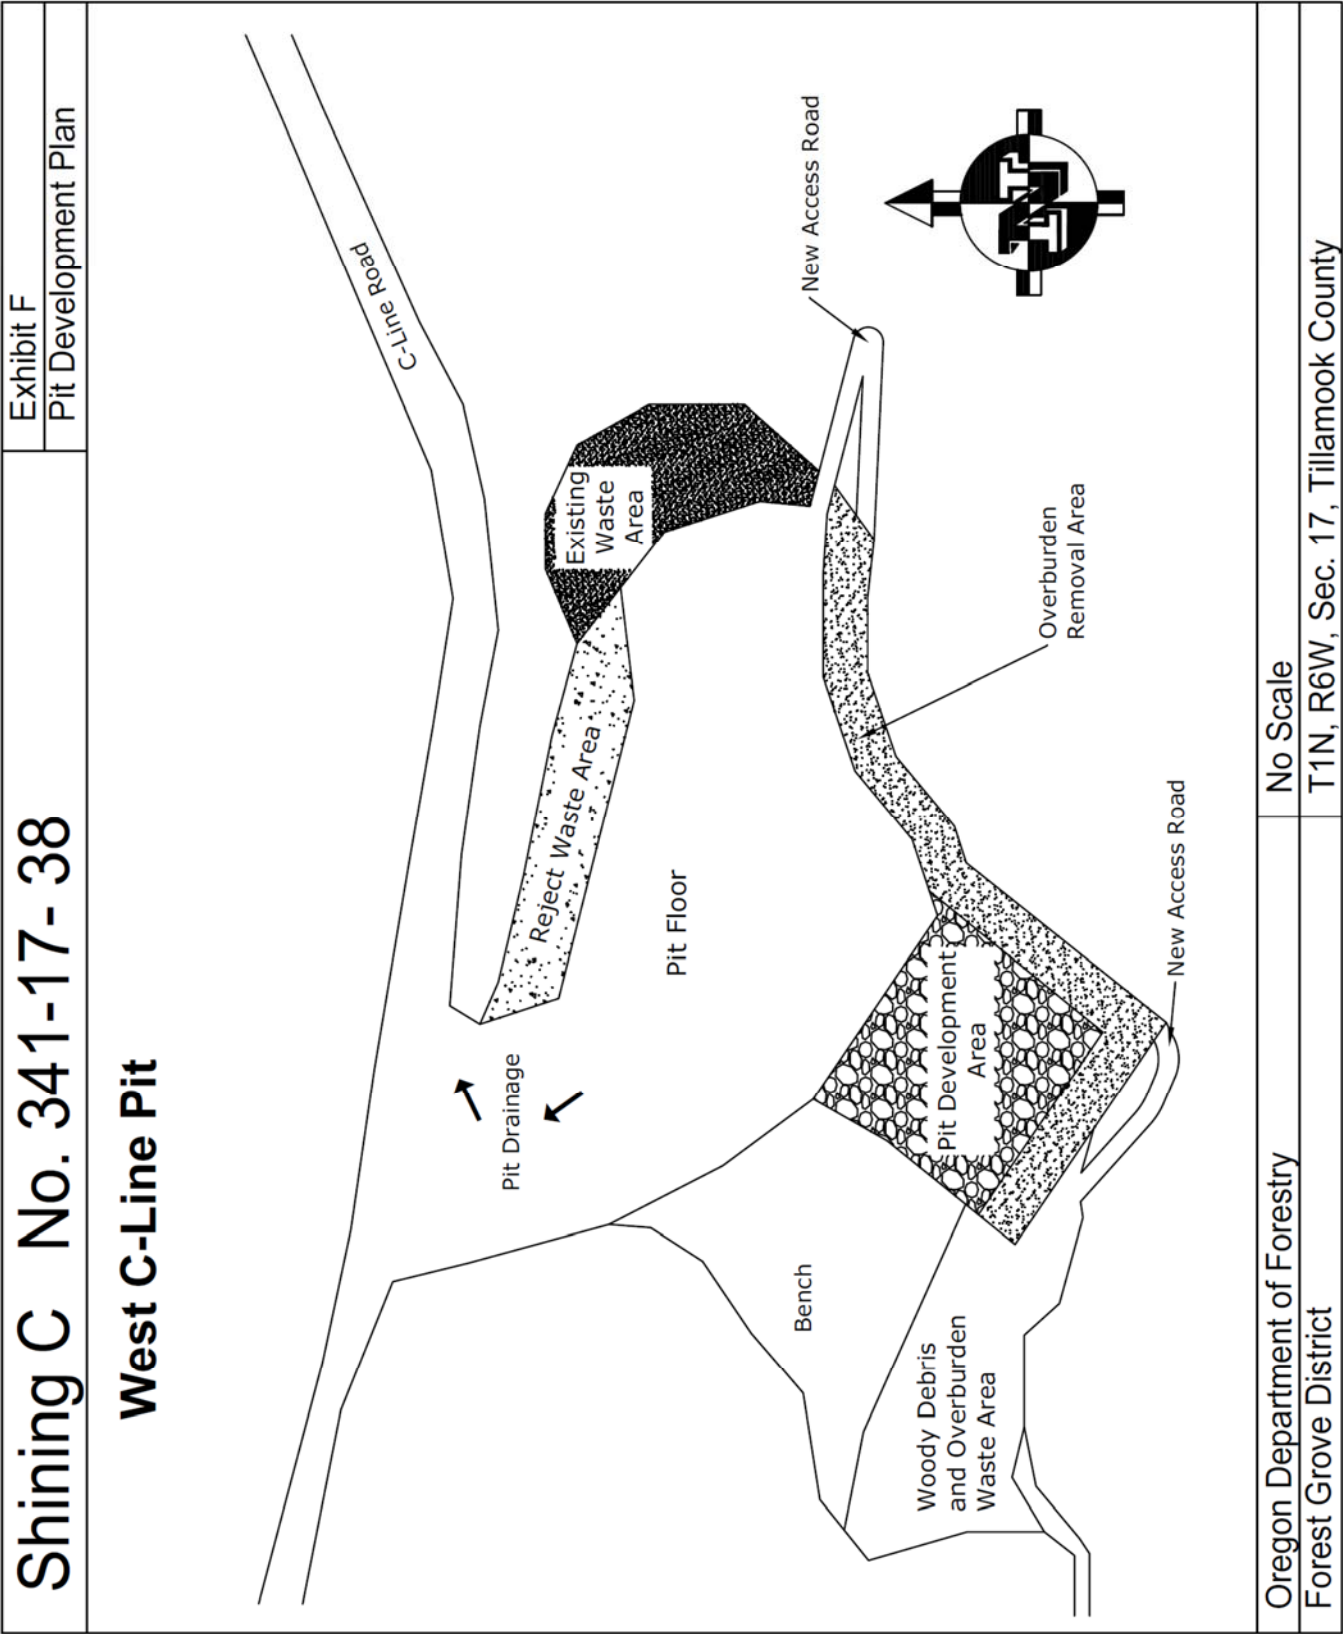 Shining C No. 341-17- 38
Exhibit F
Pit Development Plan
West C-Line Pit
C-Line Road
Existing
Waste
Area
Reject Waste Area
Pit Drainage
Pit Floor
New Access Road
Overburden
Removal Area
Bench
Pit Development
Area
Woody Debris
and Overburden
Waste Area
New Access Road
Oregon Department of Forestry
Forest Grove District
No Scale
T1N, R6W, Sec. 17, Tillamook County